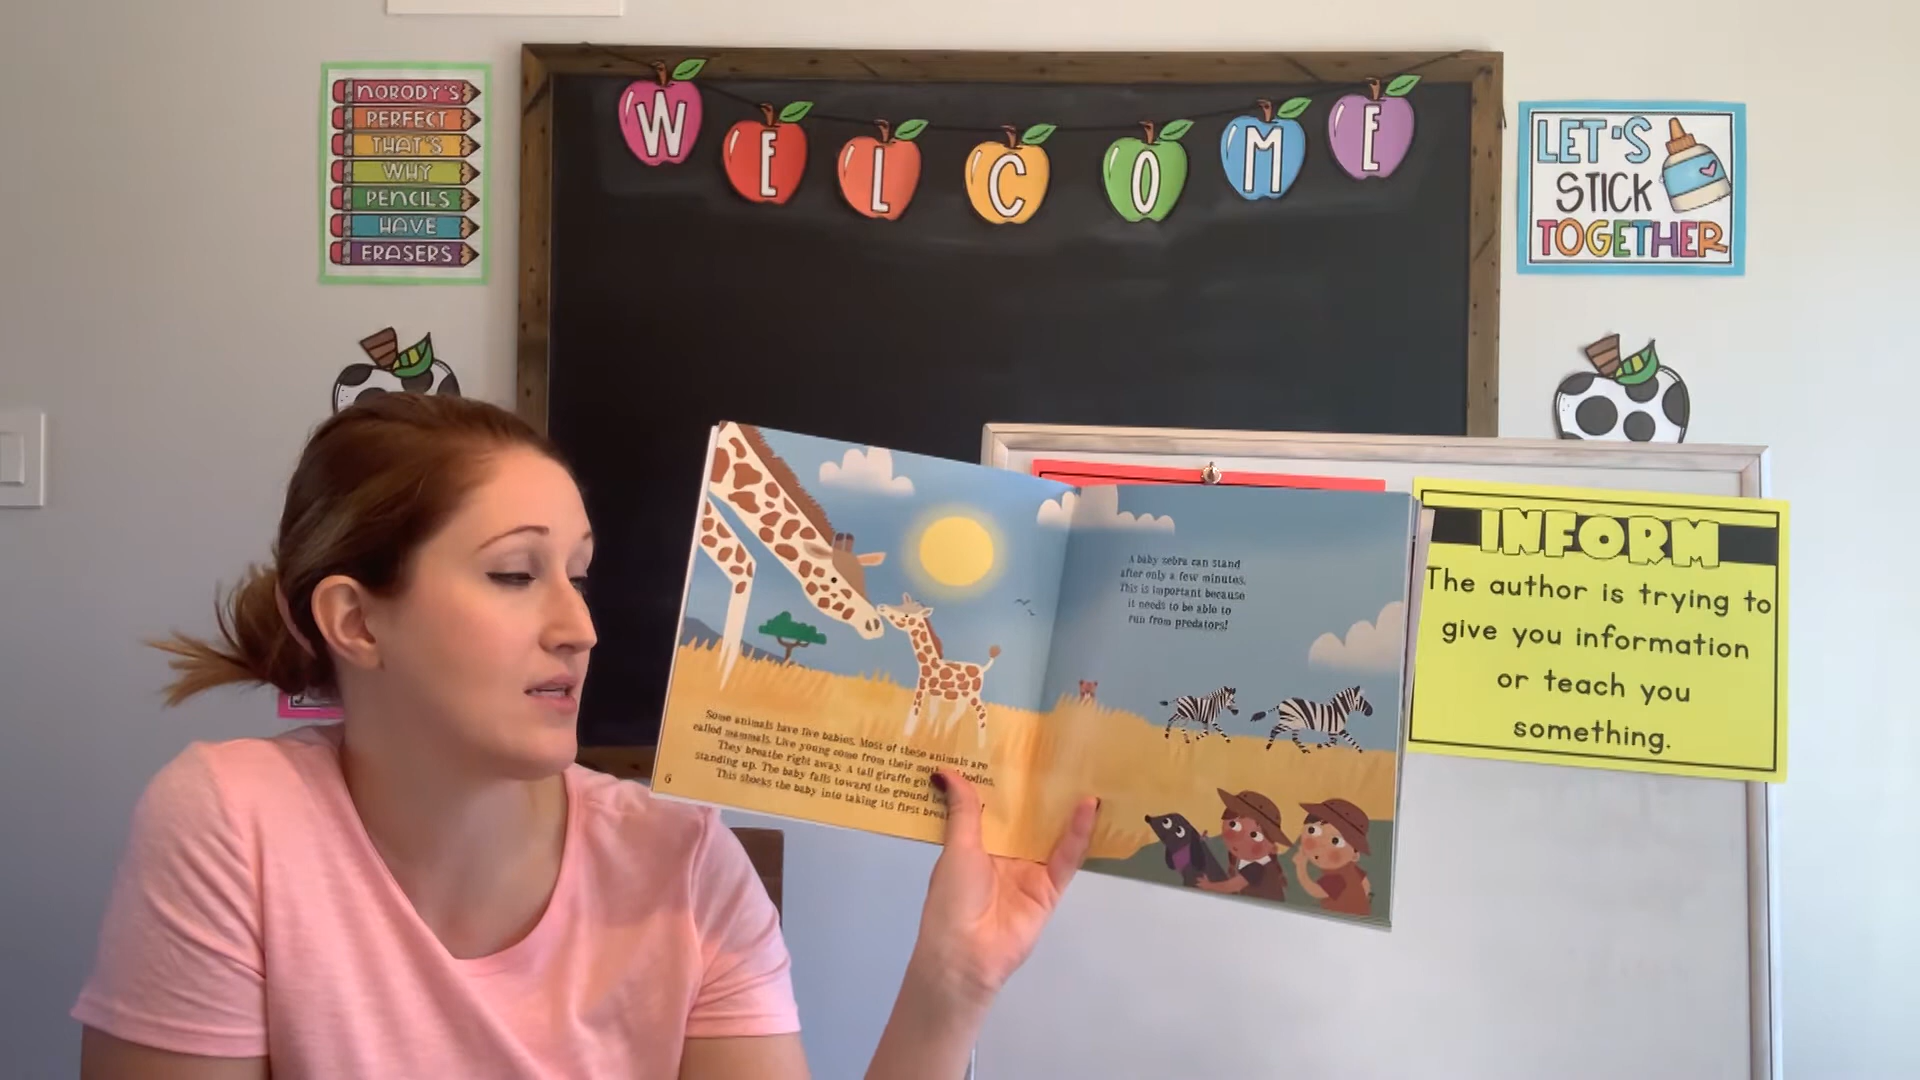 NOBODY'S
PERFECT
THAT'S
WHY
PENCILS
HAVE
ERASERS
WELCOME
LET'S
STICK
TOGETHER
Some animals have live babies. Most of these animals are
called mammals. Live young come from their bodies.
They breathe right away. A tall giraffe
standing up. The baby falls toward the ground
This shocks the baby into taking its first
6
A baby zebra can stand
after only a few minutes.
This is important because
it needs to be able to
run from predators!
INFORM
The author is trying to
give you information
or teach you
something.